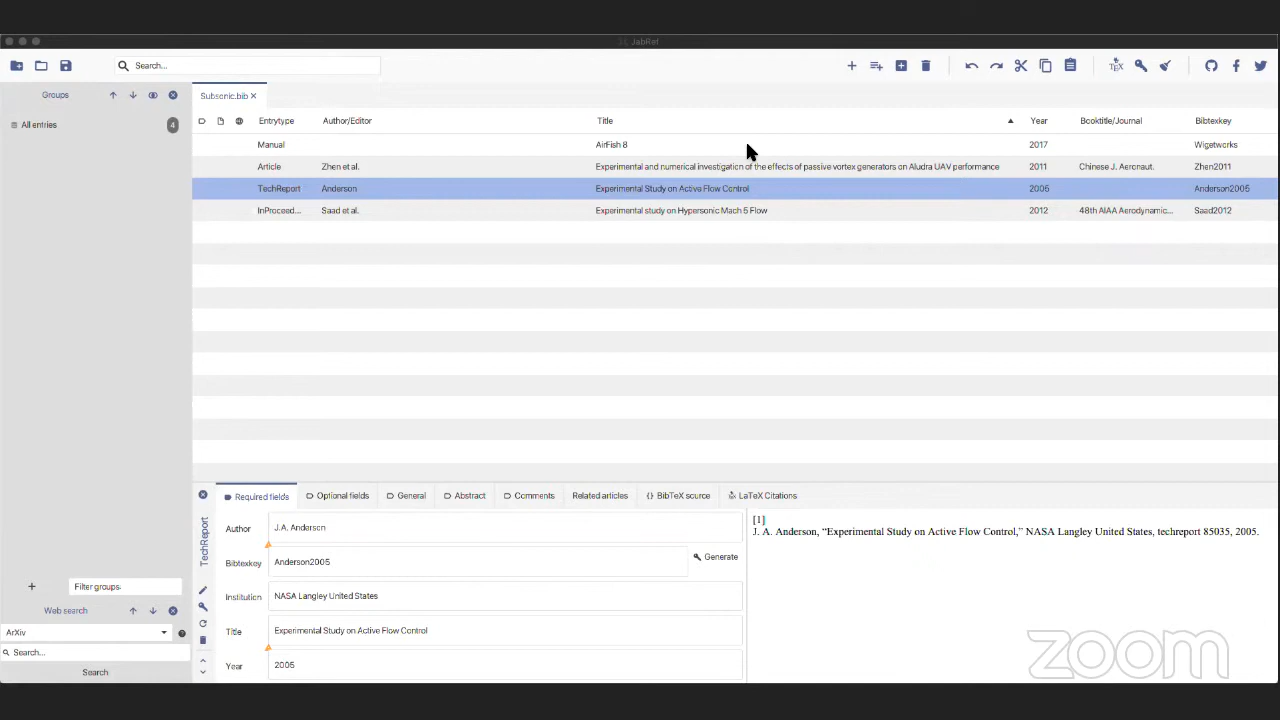 JabRef
Search...
Groups
Subsonic.bib
All entries
4
Entrytype Author/Editor Title Year Booktitle/Journal Bibtexkey
Manual AirFish 8 2017 Wigetworks
Article Zhen et al. Experimental and numerical investigation of the effects of passive vortex generators on Aludra UAV performance 2011 Chinese J. Aeronaut. Zhen2011
TechReport Anderson Experimental Study on Active Flow Control 2005 Anderson2005
InProceed... Saad et al. Experimental study on Hypersonic Mach 5 Flow 2012 48th AIAA Aerodynamic... Saad2012
Required fields Optional fields General Abstract Comments Related articles {} BibTeX source LaTeX Citations
TechReport
Author J.A. Anderson
Bibtexkey Anderson2005 Generate
Institution NASA Langley United States
Title Experimental Study on Active Flow Control
Year 2005
[1]
J. A. Anderson, “Experimental Study on Active Flow Control,” NASA Langley United States, techreport 85035, 2005.
Filter groups
Web search
ArXiv
Search...
Search
zoom